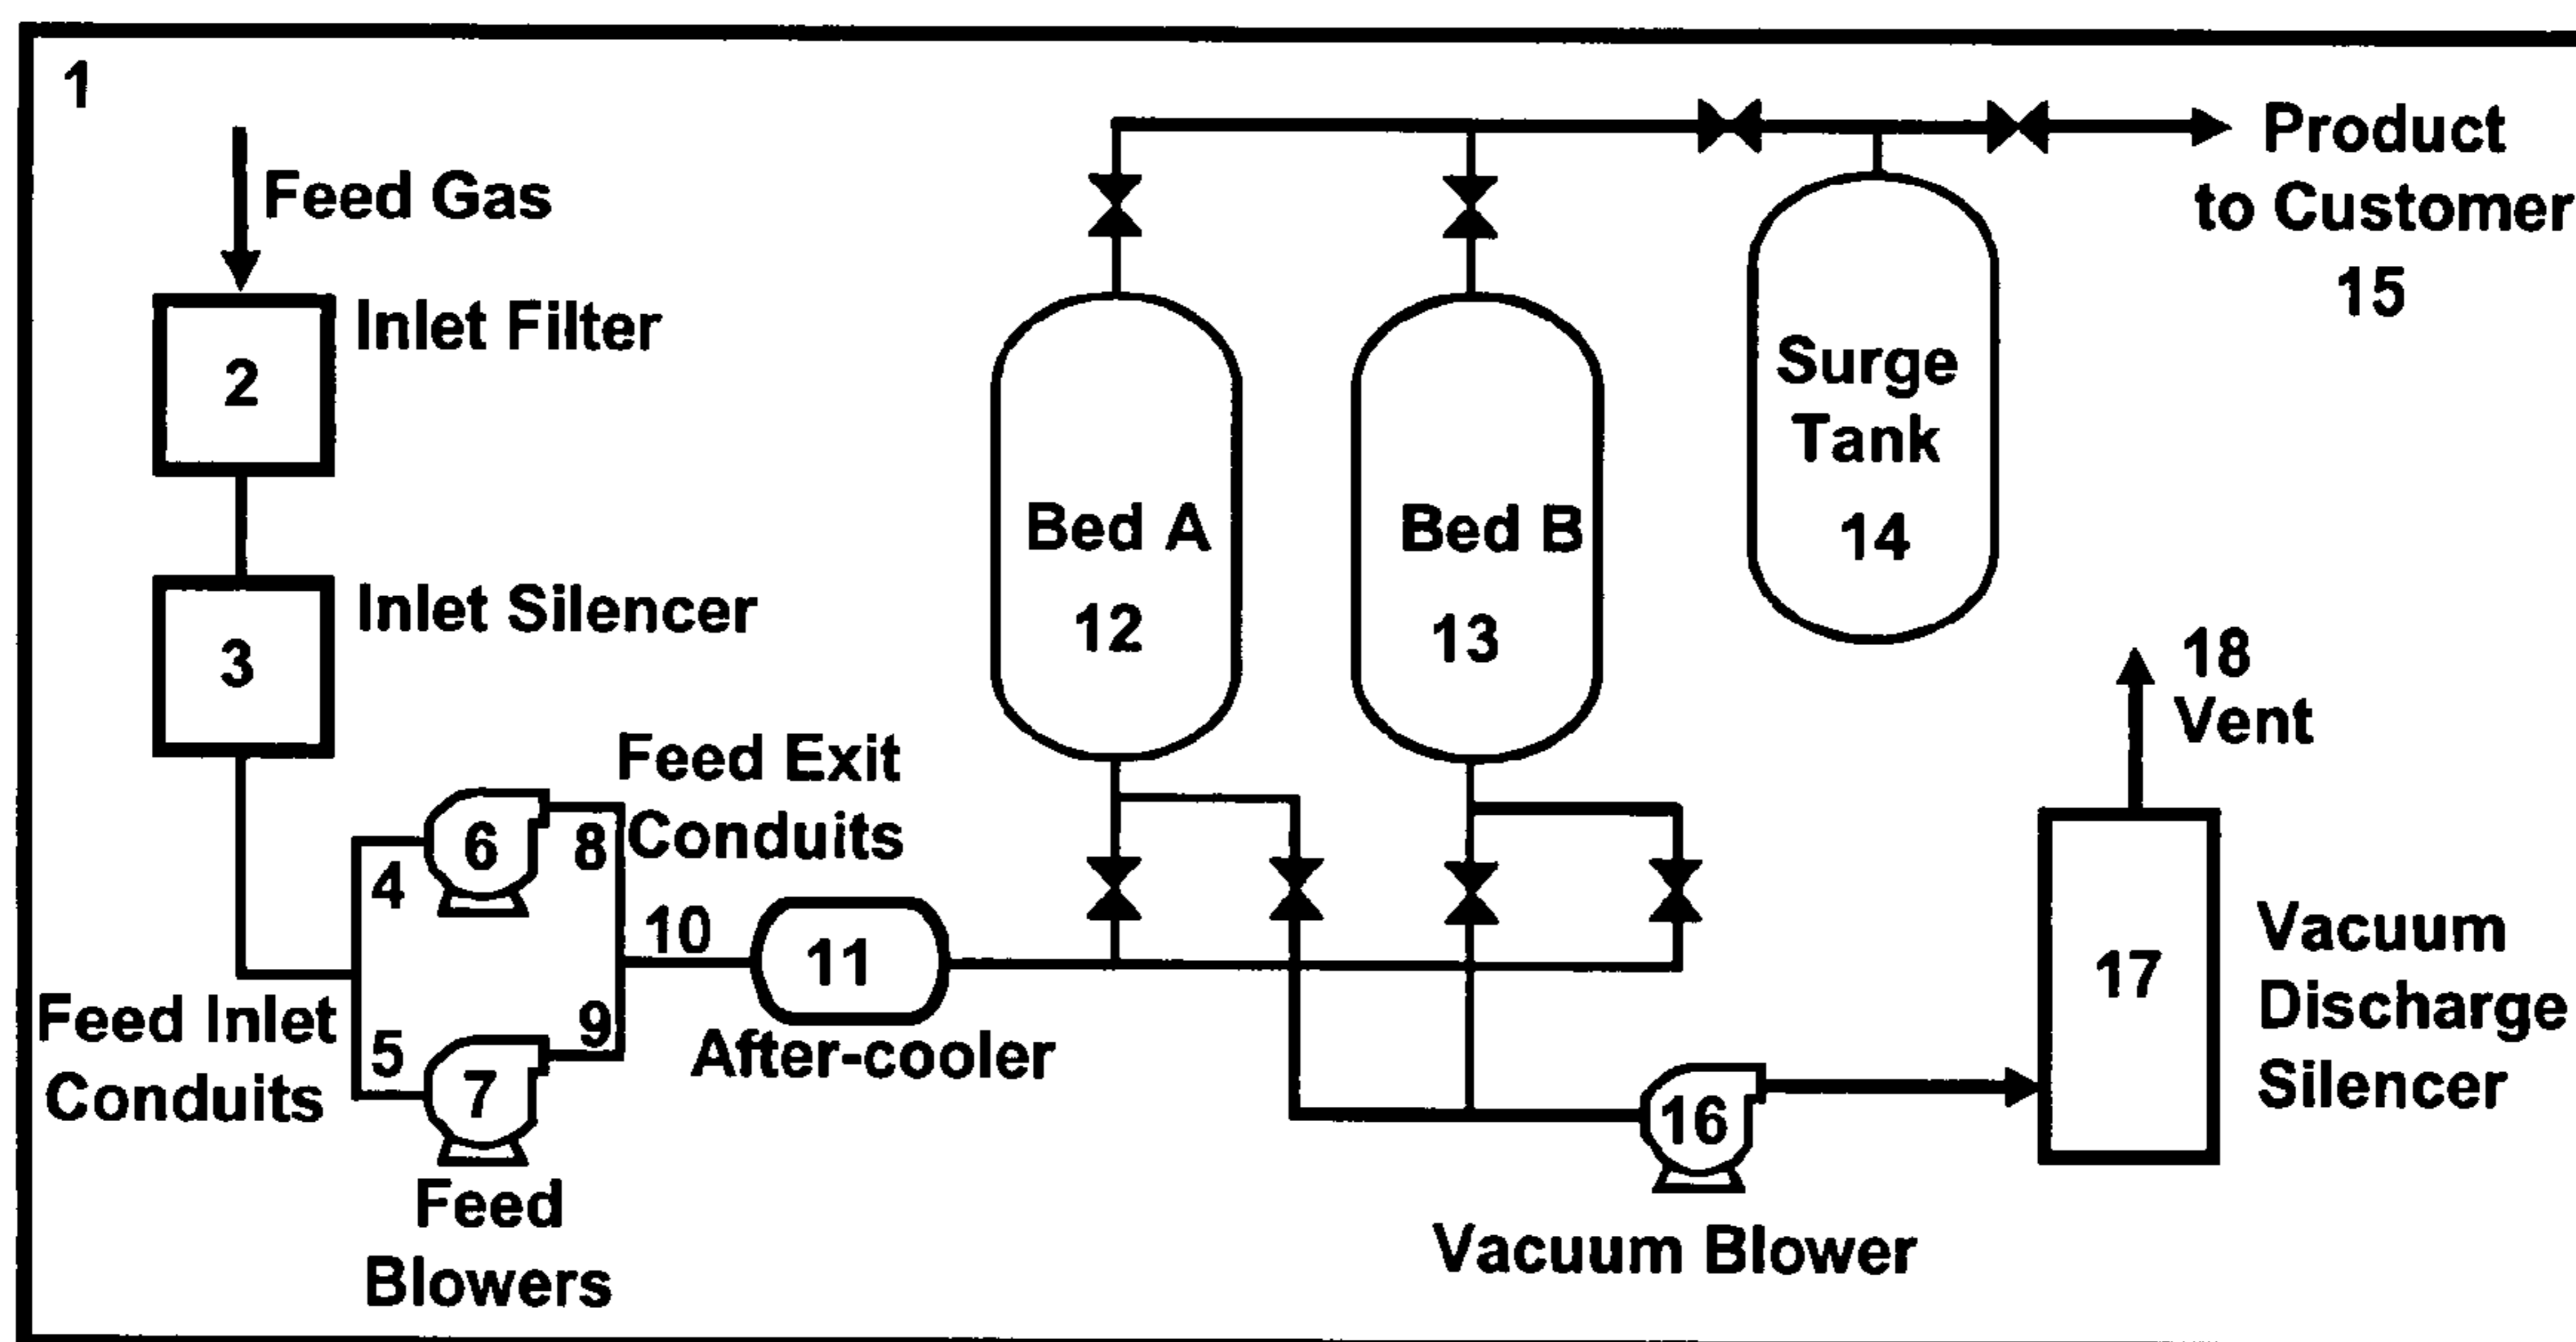 1
Feed Gas
Inlet Filter
2
Inlet Silencer
3
Feed Inlet
Conduits
4
5
6
7
Feed
Blowers
Feed Exit
Conduits
8
9
10
11
After-cooler
Bed A
12
Bed B
13
Surge
Tank
14
Product
to Customer
15
16
Vacuum Blower
17
Vacuum
Discharge
Silencer
18
Vent